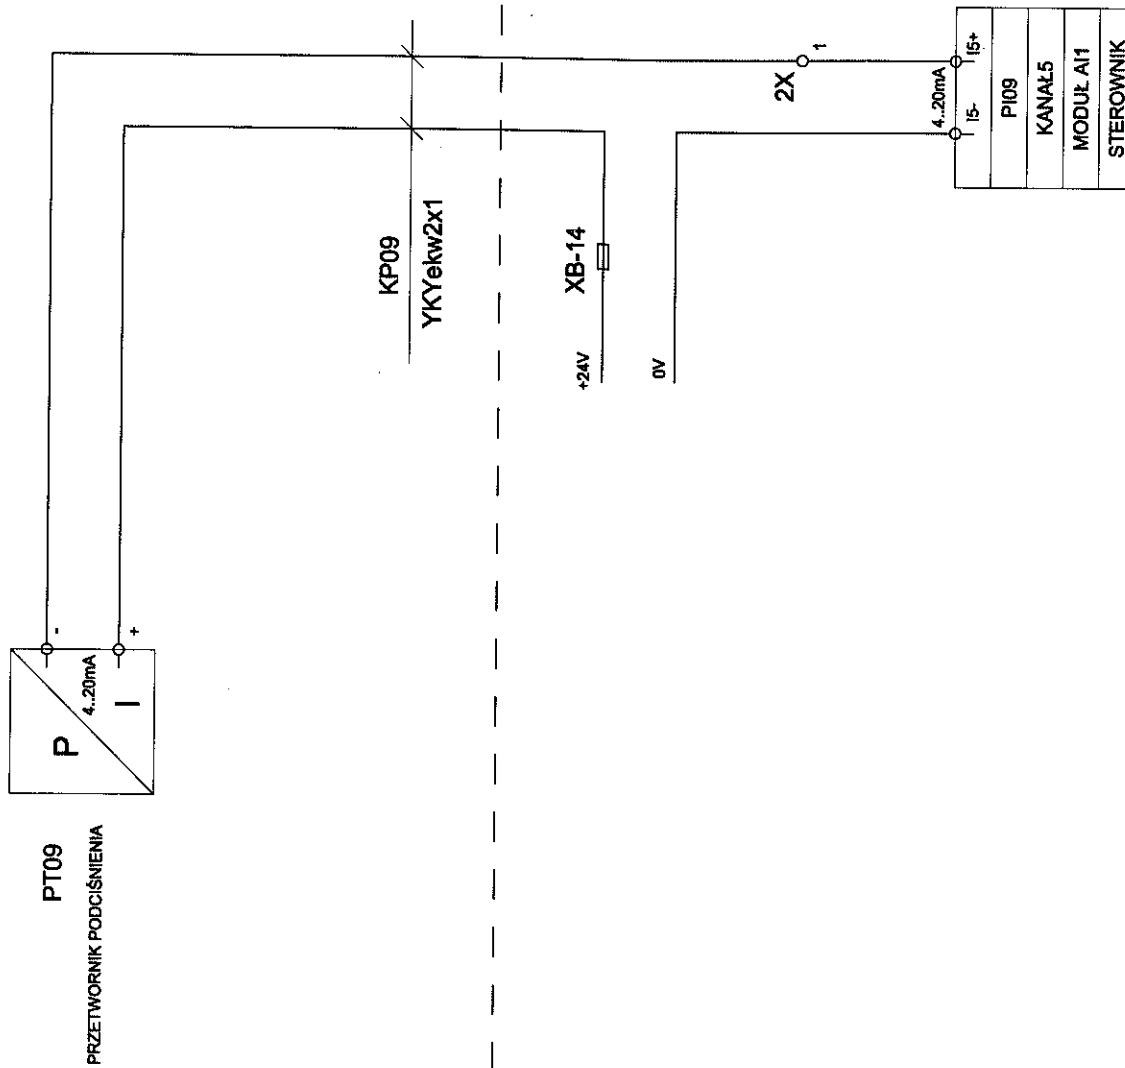 PT09
PRZETWORNIK PODCIŚNIENIA
P
4..20mA
I
-
+
KP09
YKYekw2x1
XB-14
+24V
0V
2X
1
4..20mA
I5-
I5+
PI09
KANAŁ5
MODUŁ AI1
STEROWNIK